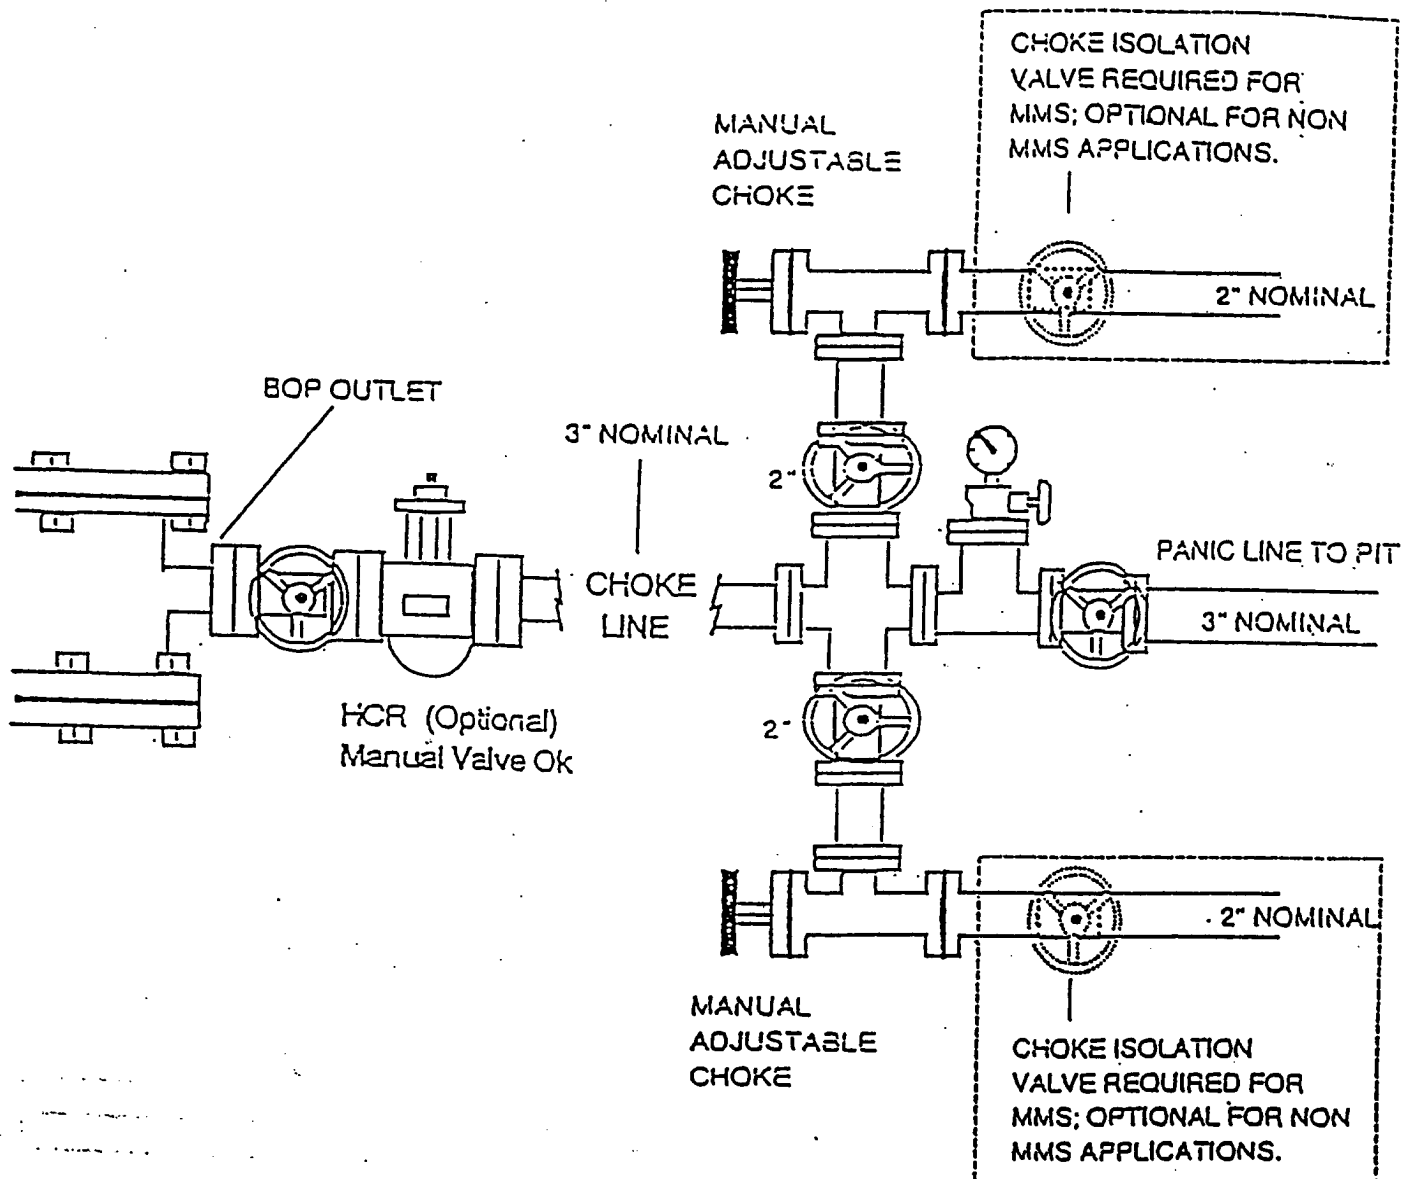 CHOKE ISOLATION
VALVE REQUIRED FOR
MMS; OPTIONAL FOR NON
MMS APPLICATIONS.
MANUAL
ADJUSTABLE
CHOKE
2" NOMINAL
BOP OUTLET
3" NOMINAL
2"
PANIC LINE TO PIT
CHOKE
LINE
3" NOMINAL
HCR (Optional)
Manual Valve Ok
2"
2" NOMINAL
MANUAL
ADJUSTABLE
CHOKE
CHOKE ISOLATION
VALVE REQUIRED FOR
MMS; OPTIONAL FOR NON
MMS APPLICATIONS.